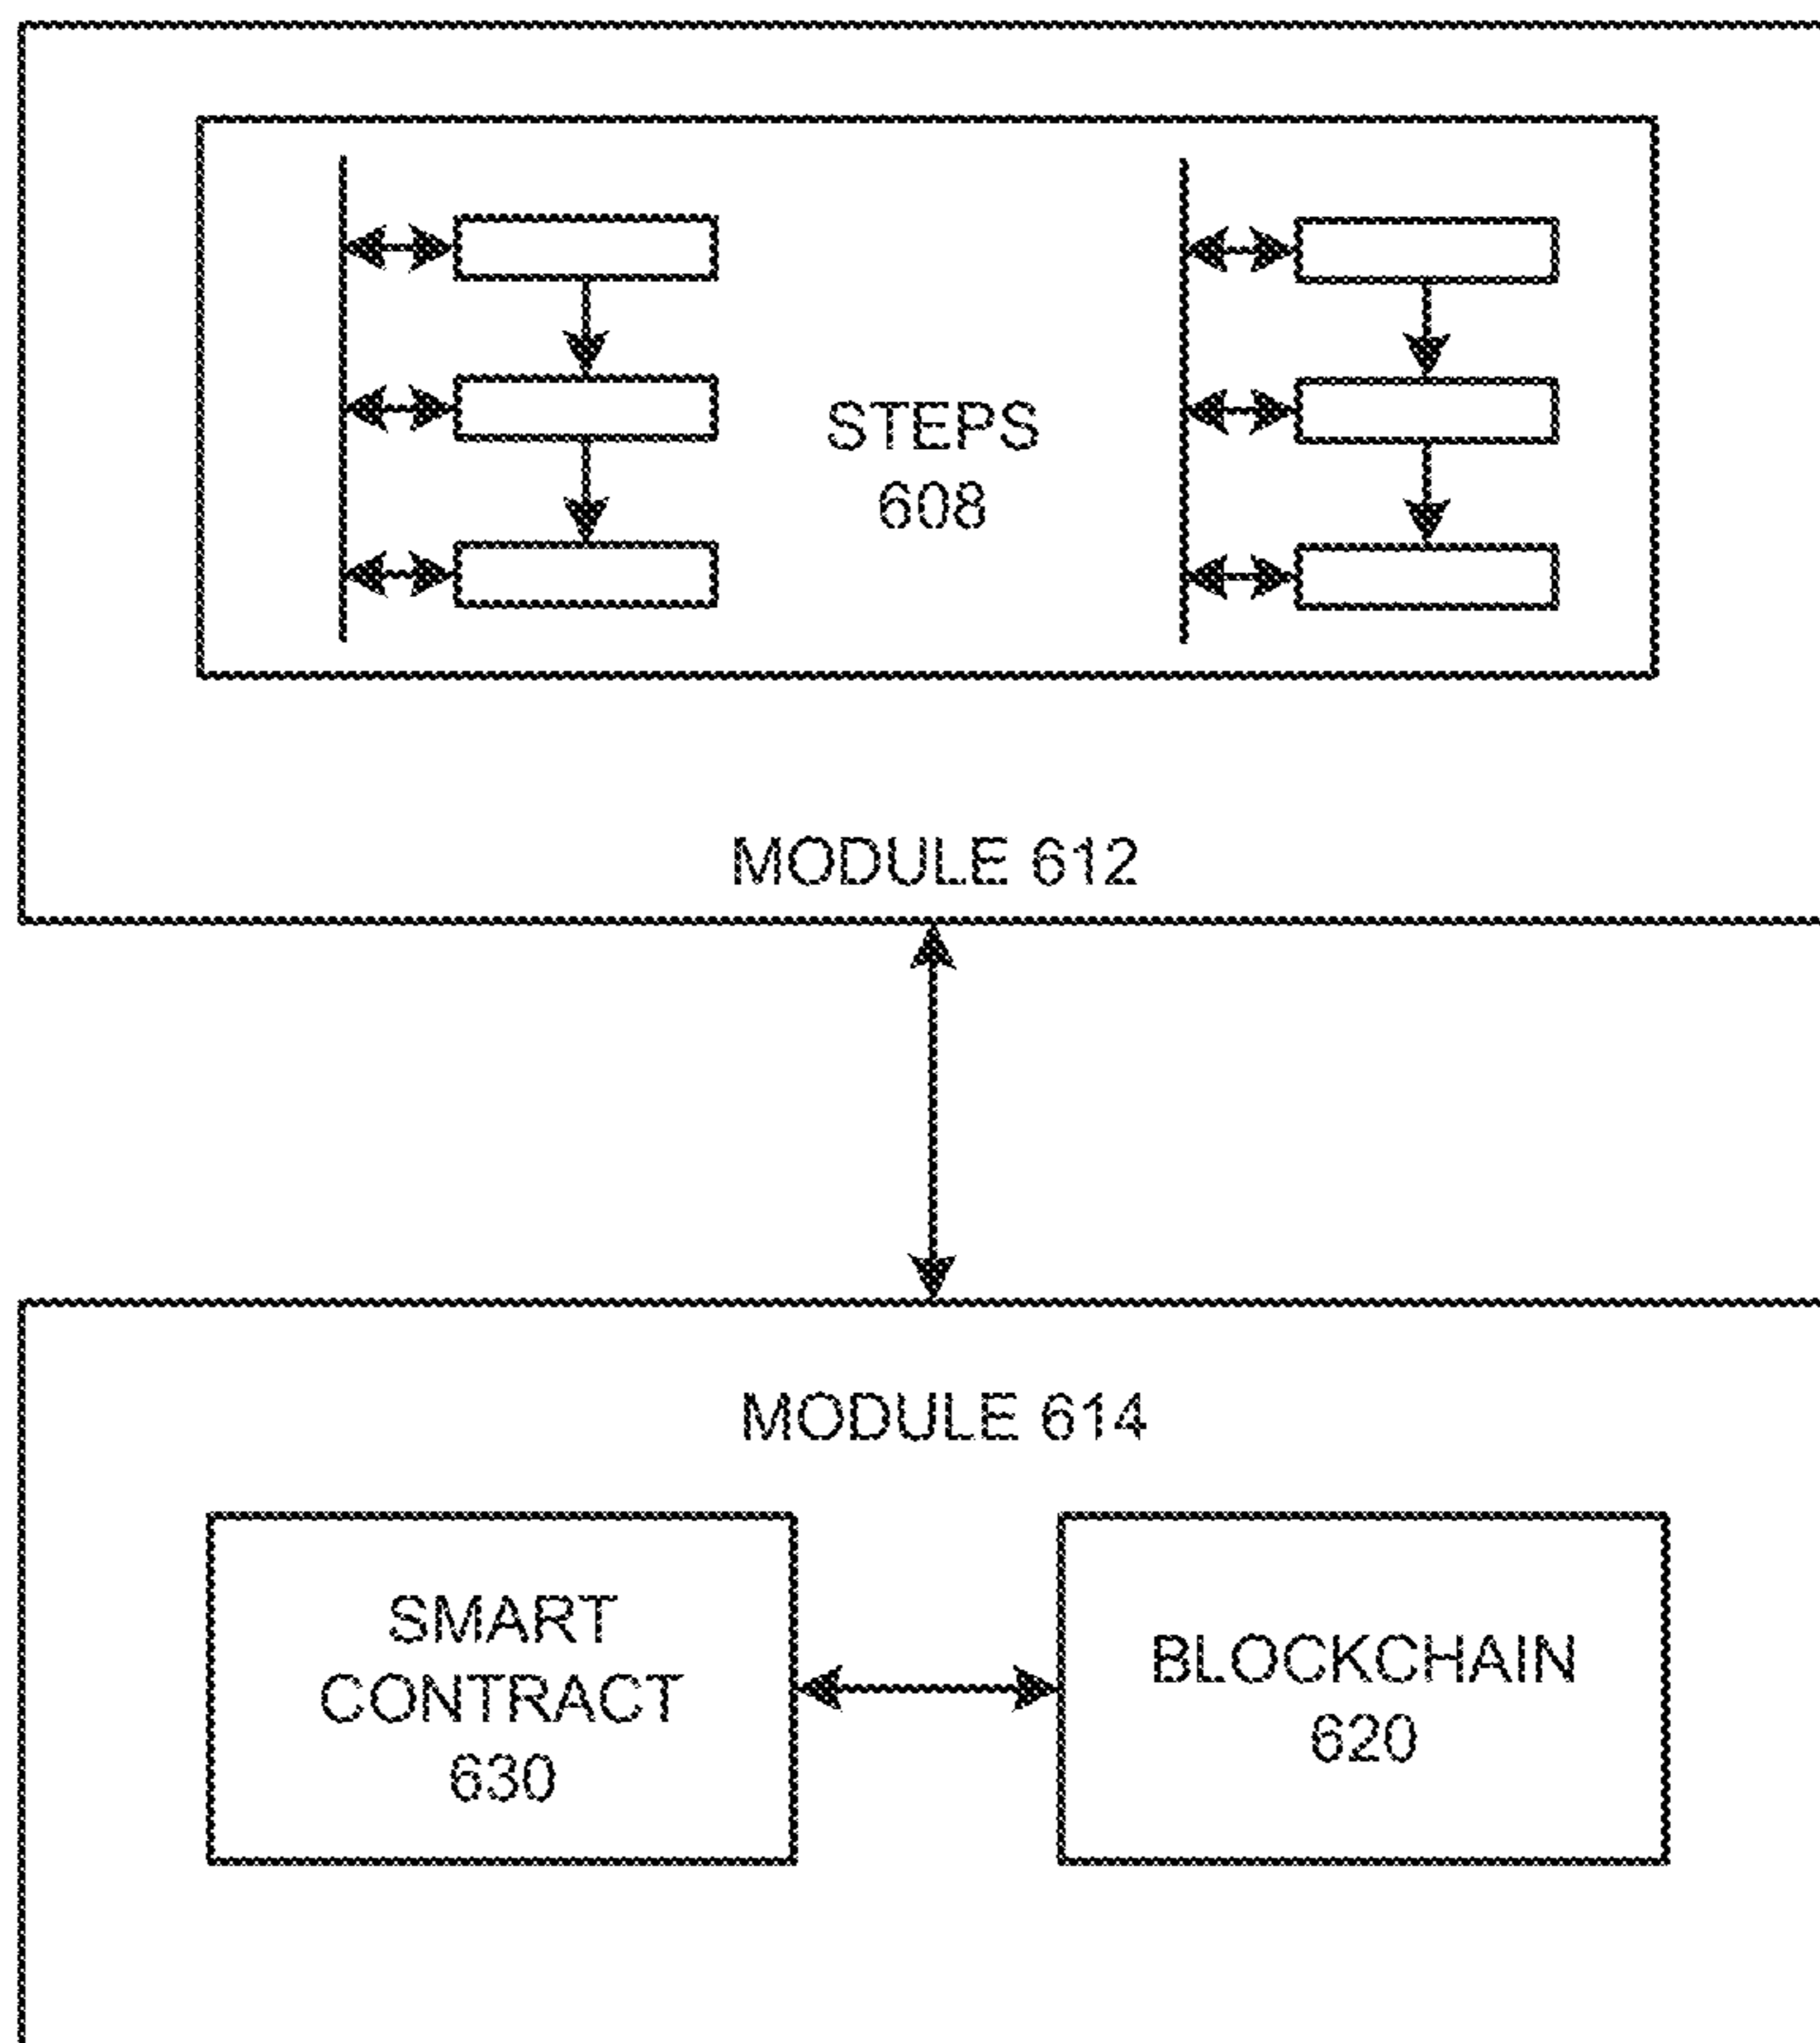 STEPS
608
MODULE 612
MODULE 614
SMART
CONTRACT
630
BLOCKCHAIN
620